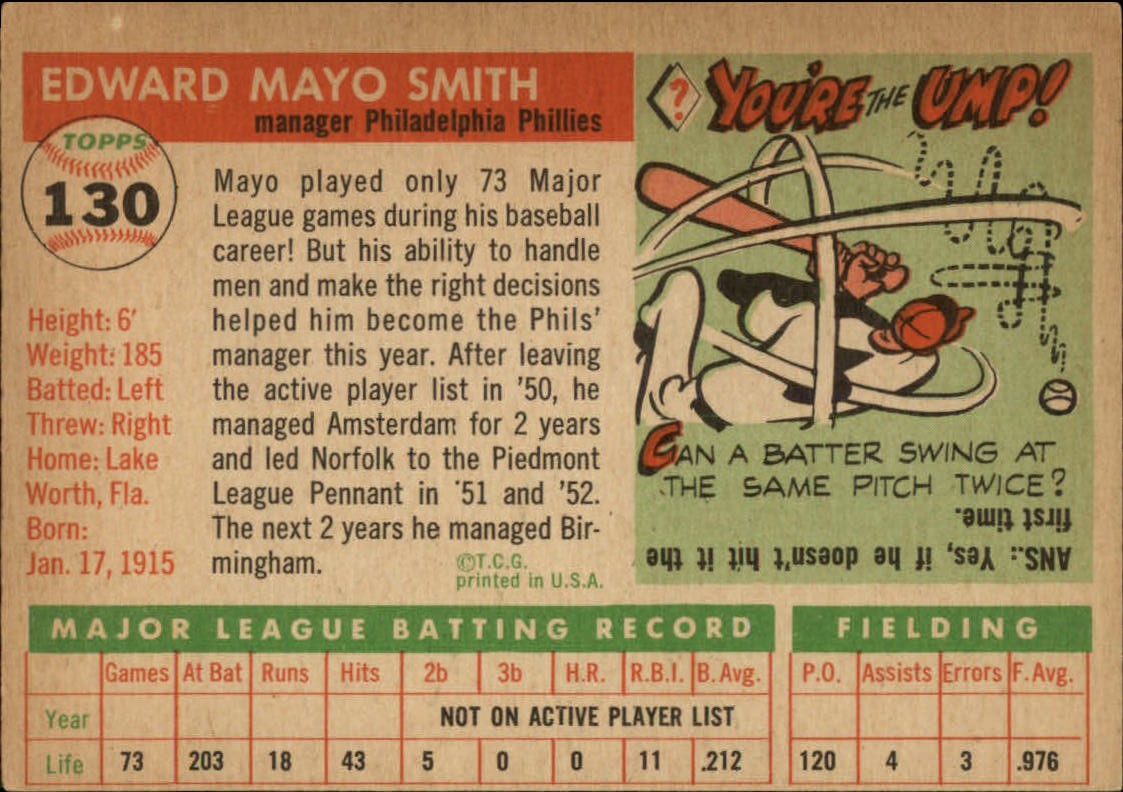 EDWARD MAYO SMITH
manager Philadelphia Phillies
TOPPS
130
Height: 6′
Weight: 185
Batted: Left
Threw: Right
Home: Lake
Worth, Fla.
Born:
Jan. 17, 1915
Mayo played only 73 Major
League games during his baseball
career! But his ability to handle
men and make the right decisions
helped him become the Phils'
manager this year. After leaving
the active player list in '50, he
managed Amsterdam for 2 years
and led Norfolk to the Piedmont
League Pennant in '51 and '52.
The next 2 years he managed Bir-
mingham.
©T.C.G.
printed in U.S.A.
? YOU'RE THE UMP!
CAN A BATTER SWING AT
THE SAME PITCH TWICE?
ANS.: Yes, if he doesn't hit it the
first time.
MAJOR LEAGUE BATTING RECORD
Games At Bat Runs Hits 2b 3b H.R. R.B.I. B. Avg.
Year NOT ON ACTIVE PLAYER LIST
Life 73 203 18 43 5 0 0 11 .212
FIELDING
P.O. Assists Errors F. Avg.
120 4 3 .976